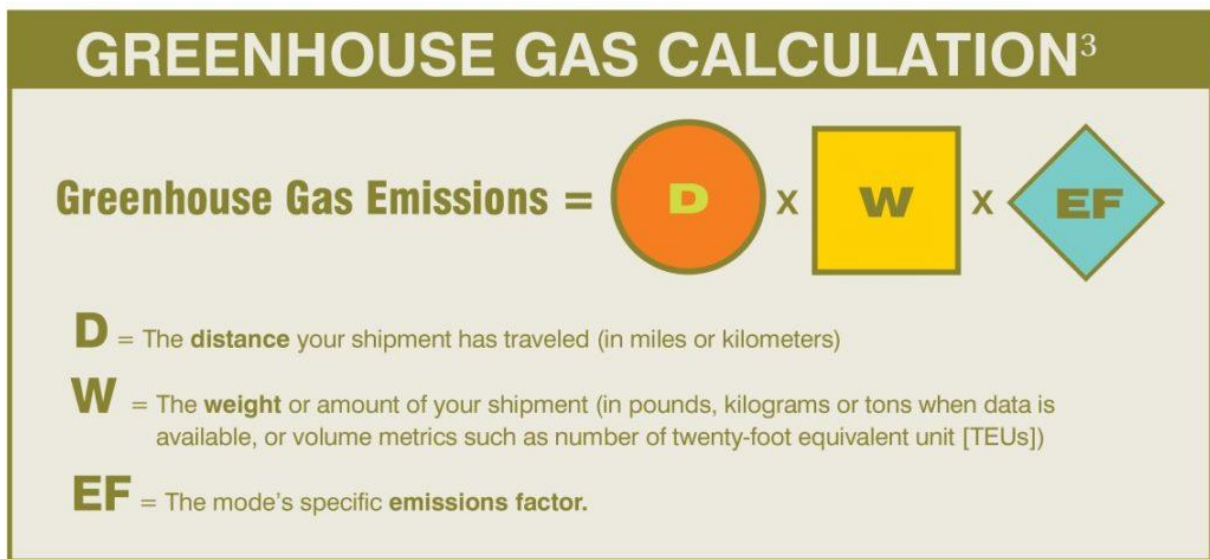 GREENHOUSE GAS CALCULATION³
Greenhouse Gas Emissions = D x W x EF
D = The distance your shipment has traveled (in miles or kilometers)
W = The weight or amount of your shipment (in pounds, kilograms or tons when data is
available, or volume metrics such as number of twenty-foot equivalent unit [TEUs])
EF = The mode's specific emissions factor.